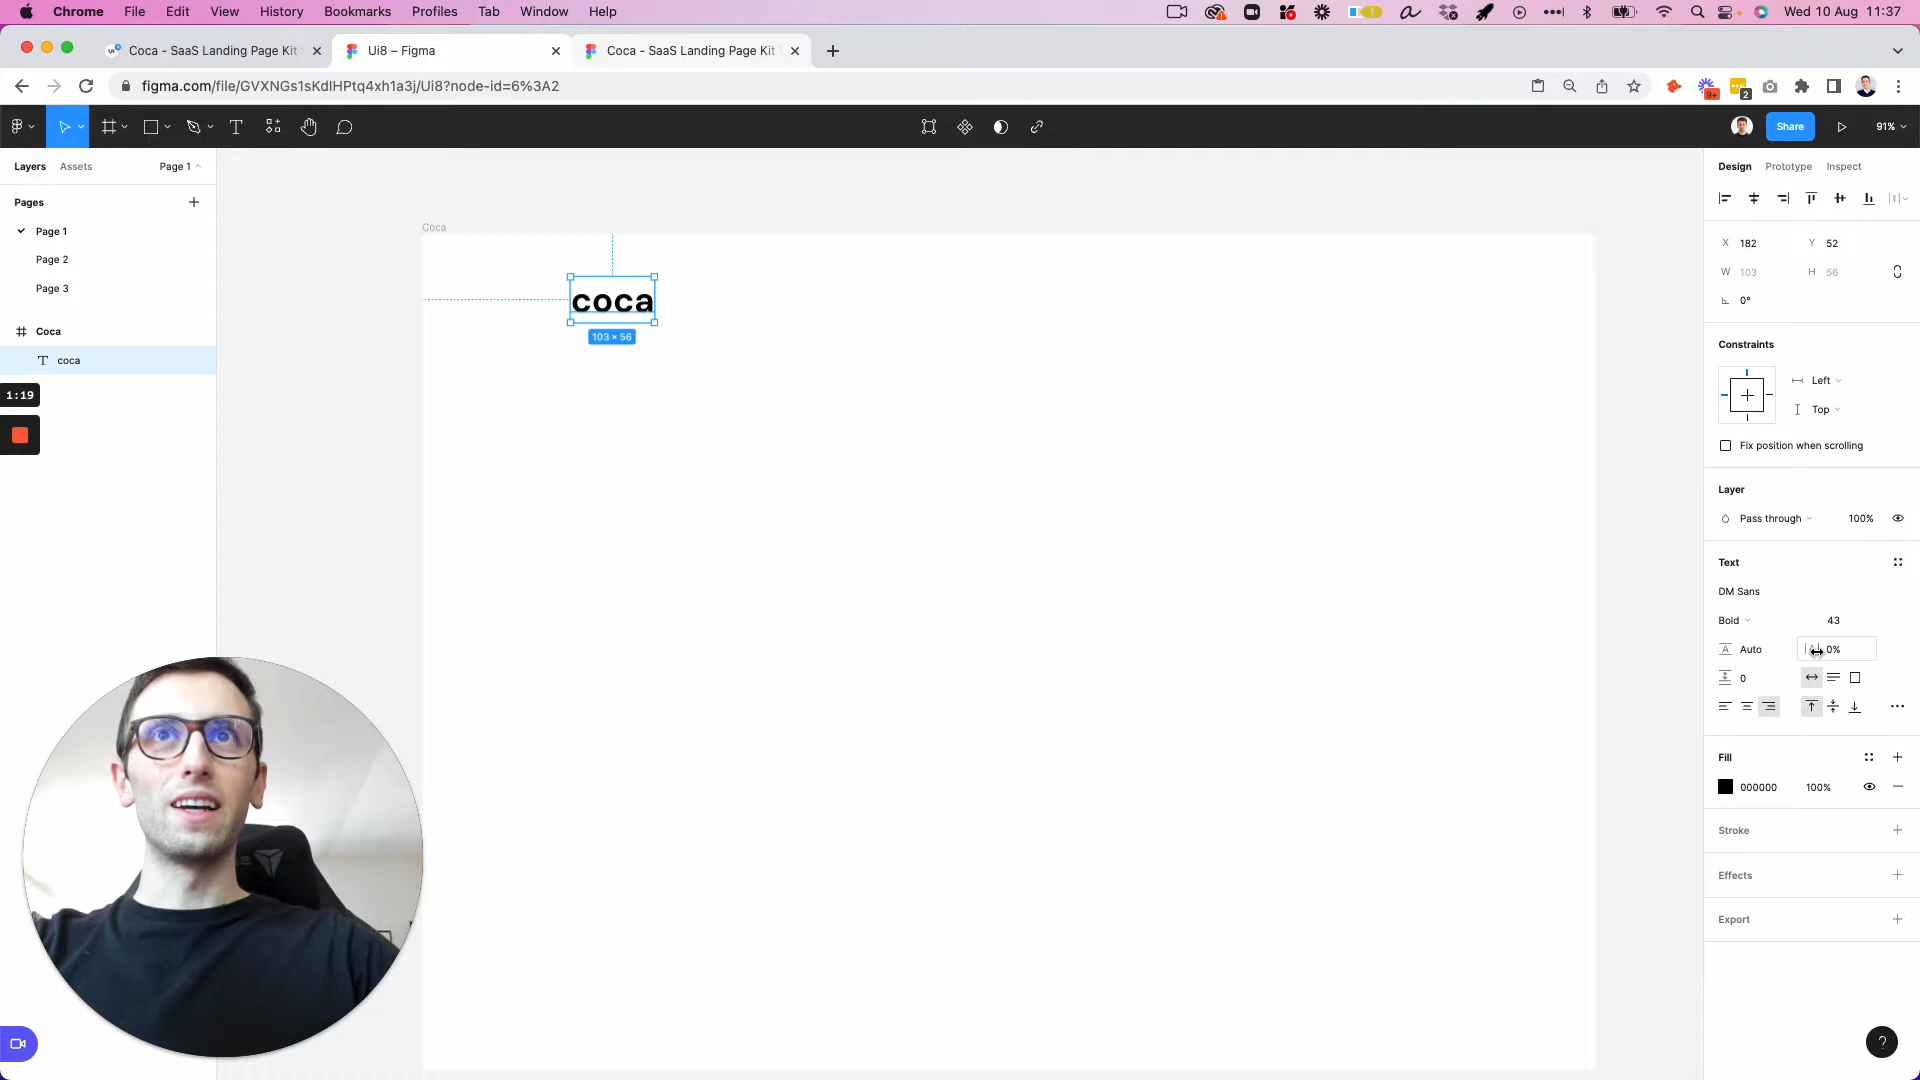 Chrome File Edit View History Bookmarks Profiles Tab Window Help Wed 10 Aug 11:37
Coca - SaaS Landing Page Kit
Ui8 – Figma
Coca - SaaS Landing Page Kit
figma.com/file/GVXNGs1sKdlHPtq4xh1a3j/Ui8?node-id=6%3A2
9+
2
Share
91%
Layers Assets Page 1
Pages
Page 1
Page 2
Page 3
Coca
coca
1:19
Coca
coca
103 × 56
Design Prototype Inspect
X 182 Y 52
W 103 H 56
0°
Constraints
Left
Top
Fix position when scrolling
Layer
Pass through 100%
Text
DM Sans
Bold 43
Auto 0%
0
Fill
000000 100%
Stroke
Effects
Export
?